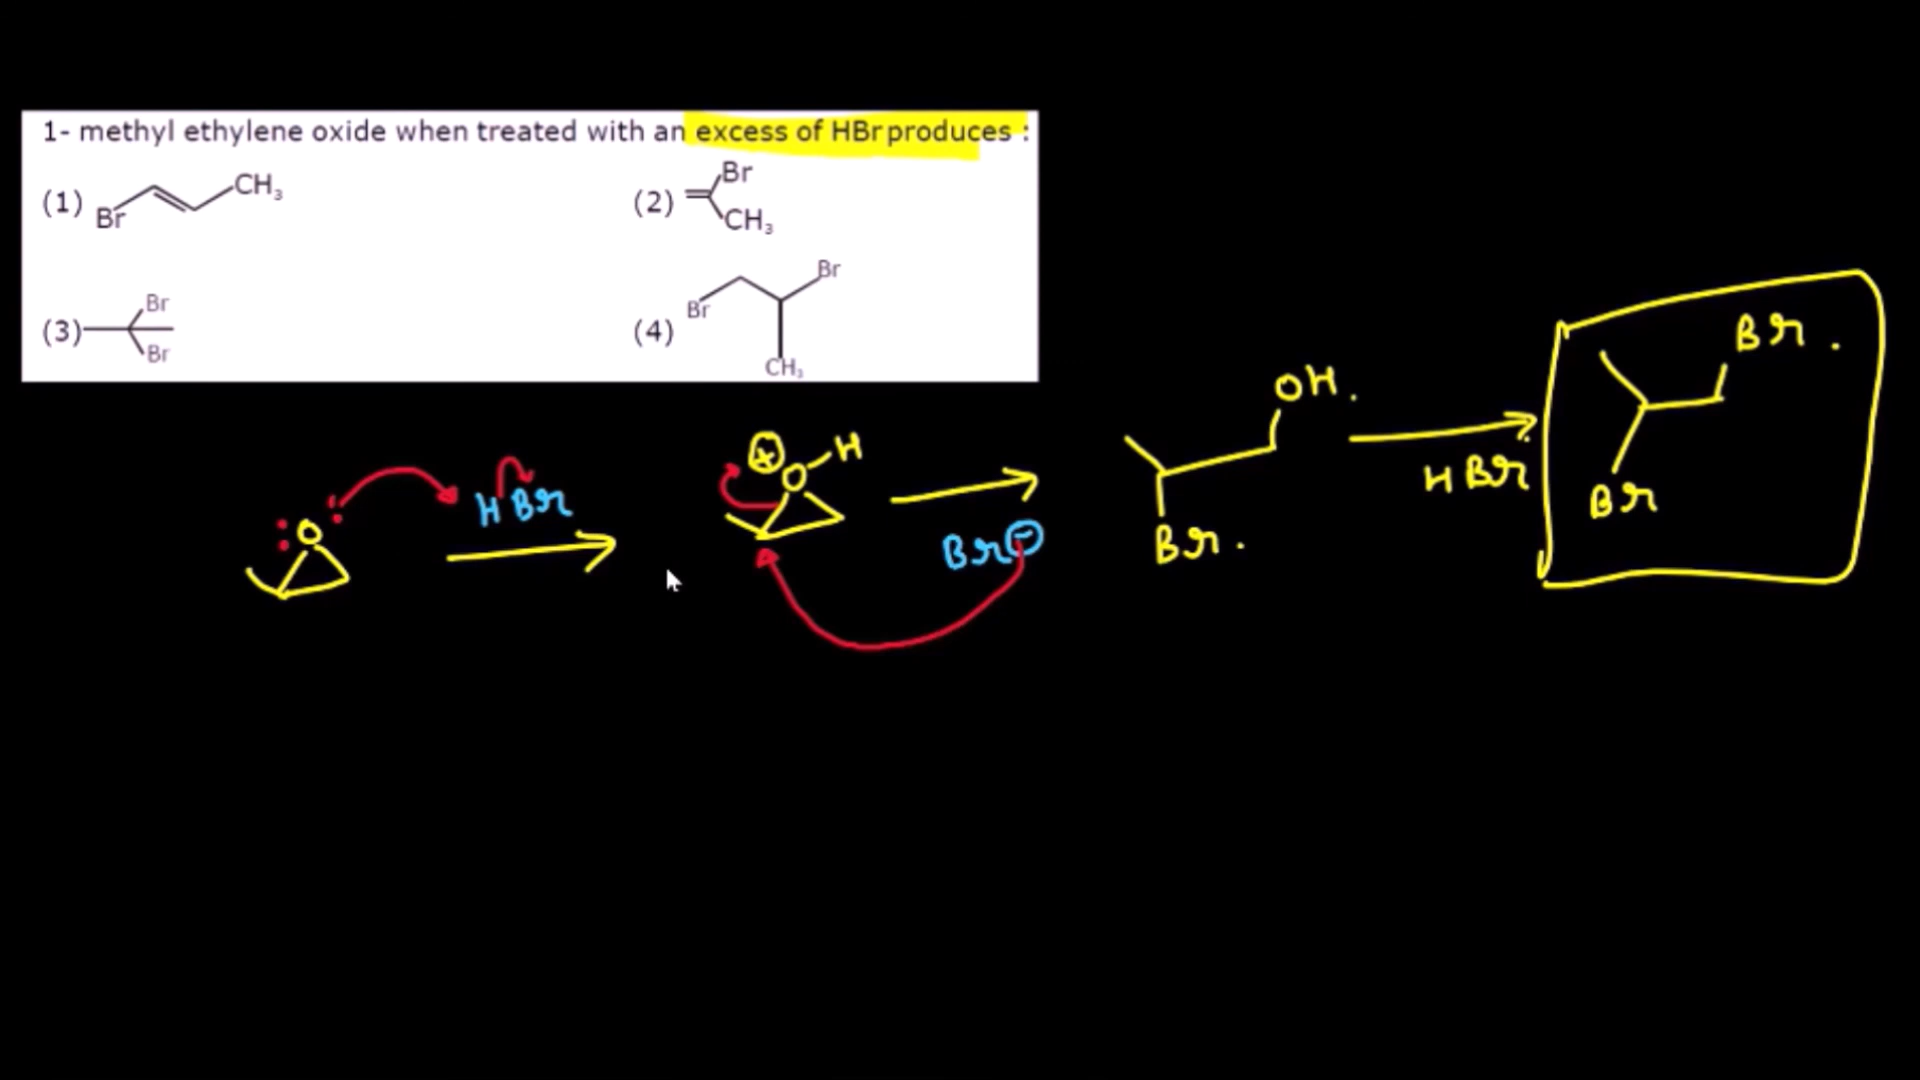 1- methyl ethylene oxide when treated with an excess of HBr produces :
(1) Br CH₃
(2) Br CH₃
(3) Br Br
(4) Br Br CH₃
O
H Br
+ O-H
Br⊖
OH.
Br.
HBr
Br.
Br